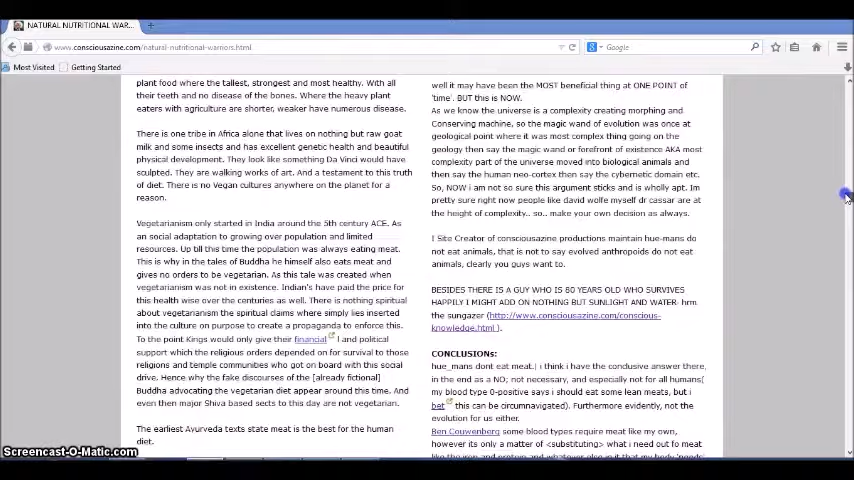 NATURAL NUTRITIONAL WAR...
www.consciousazine.com/natural-nutritional-warriors.html
Google
Most Visited
Getting Started
plant food where the tallest, strongest and most healthy. With all
their teeth and no disease of the bones. Where the heavy plant
eaters with agriculture are shorter, weaker have numerous disease.
There is one tribe in Africa alone that lives on nothing but raw goat
milk and some insects and has excellent genetic health and beautiful
physical development. They look like something Da Vinci would have
sculpted. They are walking works of art. And a testament to this truth
of diet. There is no Vegan cultures anywhere on the planet for a
reason.
Vegetarianism only started in India around the 5th century ACE. As
an social adaptation to growing over population and limited
resources. Up till this time the population was always eating meat.
This is why in the tales of Buddha he himself also eats meat and
gives no orders to be vegetarian. As this tale was created when
vegetarianism was not in existence. Indian's have paid the price for
this health wise over the centuries as well. There is nothing spiritual
about vegetarianism the spiritual claims where simply lies inserted
into the culture on purpose to create a propaganda to enforce this.
To the point Kings would only give their financial l and political
support which the religious orders depended on for survival to those
religions and temple communities who got on board with this social
drive. Hence why the fake discourses of the [already fictional]
Buddha advocating the vegetarian diet appear around this time. And
even then major Shiva based sects to this day are not vegetarian.
The earliest Ayurveda texts state meat is the best for the human
diet.
well it may have been the MOST beneficial thing at ONE POINT of
'time'. BUT this is NOW.
As we know the universe is a complexity creating morphing and
Conserving machine, so the magic wand of evolution was once at
geological point where it was most complex thing going on the
geology then say the magic wand or forefront of existence AKA most
complexity part of the universe moved into biological animals and
then say the human neo-cortex then say the cybernetic domain etc.
So, NOW i am not so sure this argument sticks and is wholly apt. Im
pretty sure right now people like david wolfe myself dr cassar are at
the height of complexity.. so.. make your own decision as always.
I Site Creator of consciousazine productions maintain hue-mans do
not eat animals, that is not to say evolved anthropoids do not eat
animals, clearly you guys want to.
BESIDES THERE IS A GUY WHO IS 80 YEARS OLD WHO SURVIVES
HAPPILY I MIGHT ADD ON NOTHING BUT SUNLIGHT AND WATER- hrm
the sungazer (http://www.consciousazine.com/conscious-
knowledge.html ).
CONCLUSIONs:
hue_mans dont eat meat.| i think i have the conclusive answer there,
in the end as a NO; not necessary, and especially not for all humans(
my blood type 0-positive says i should eat some lean meats, but i
bet this can be circumnavigated). Furthermore evidently, not the
evolution for us either.
Ben Couwenberg some blood types require meat like my own,
however its only a matter of <substituting> what i need out fo meat
like the iron and protein and whatever else in it that my body 'needs'
Screencast-O-Matic.com